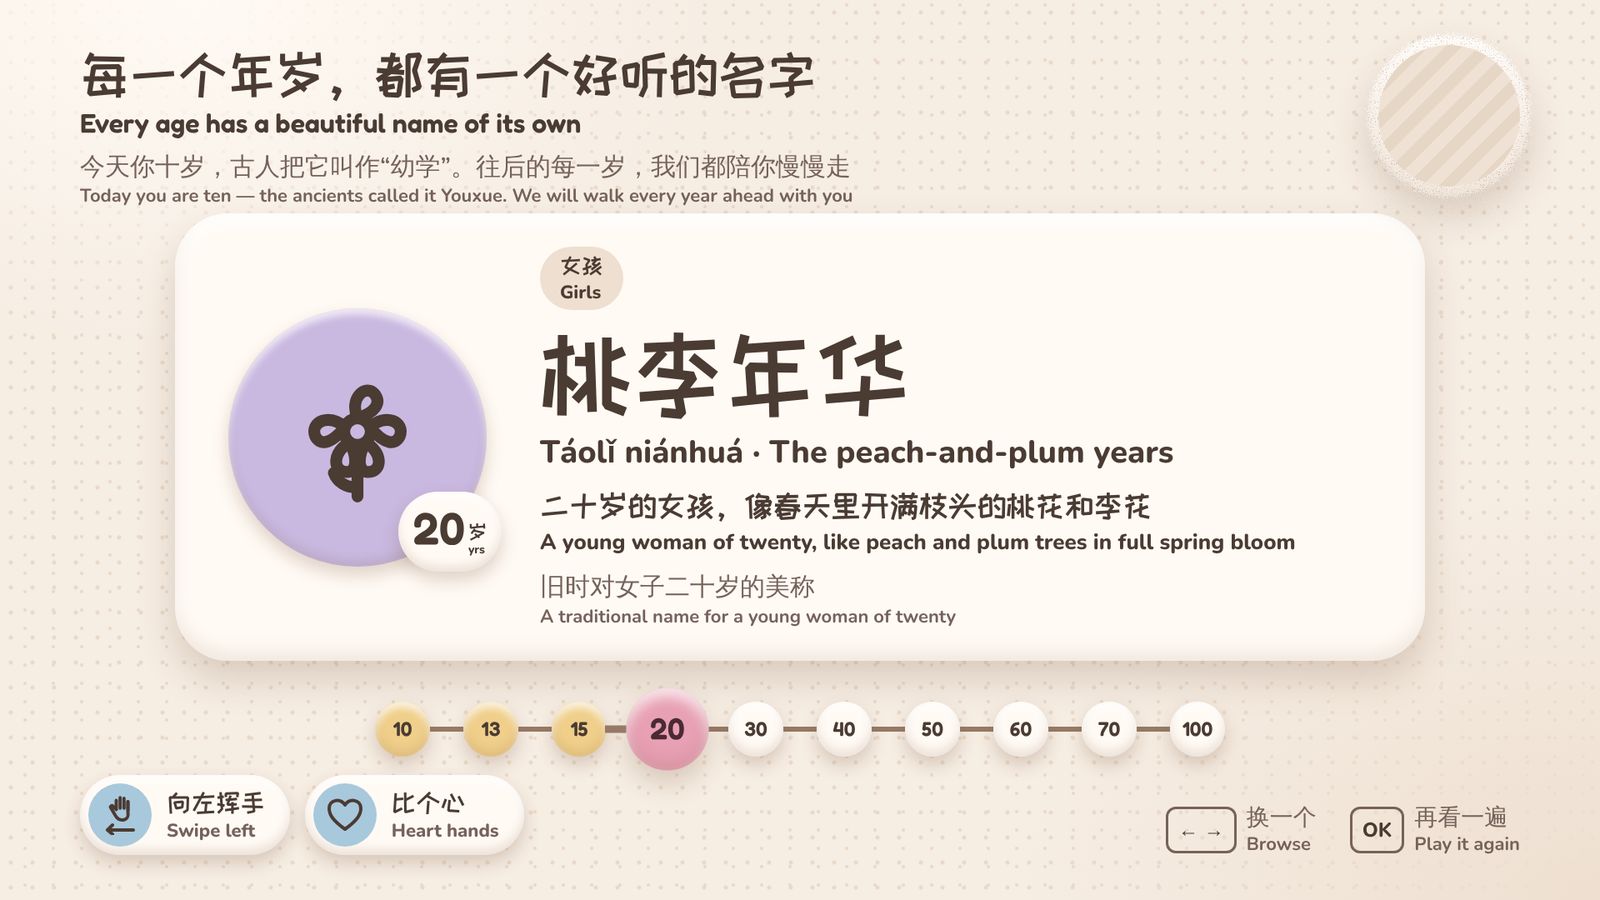 每一个年岁，都有一个好听的名字
Every age has a beautiful name of its own
今天你十岁，古人把它叫作“幼学”。往后的每一岁，我们都陪你慢慢走
Today you are ten — the ancients called it Youxue. We will walk every year ahead with you
女孩
Girls
桃李年华
Táolǐ niánhuá · The peach-and-plum years
二十岁的女孩，像春天里开满枝头的桃花和李花
A young woman of twenty, like peach and plum trees in full spring bloom
旧时对女子二十岁的美称
A traditional name for a young woman of twenty
20 岁
yrs
10 13 15 20 30 40 50 60 70 100
向左挥手
Swipe left
比个心
Heart hands
← → 换一个
Browse
OK 再看一遍
Play it again